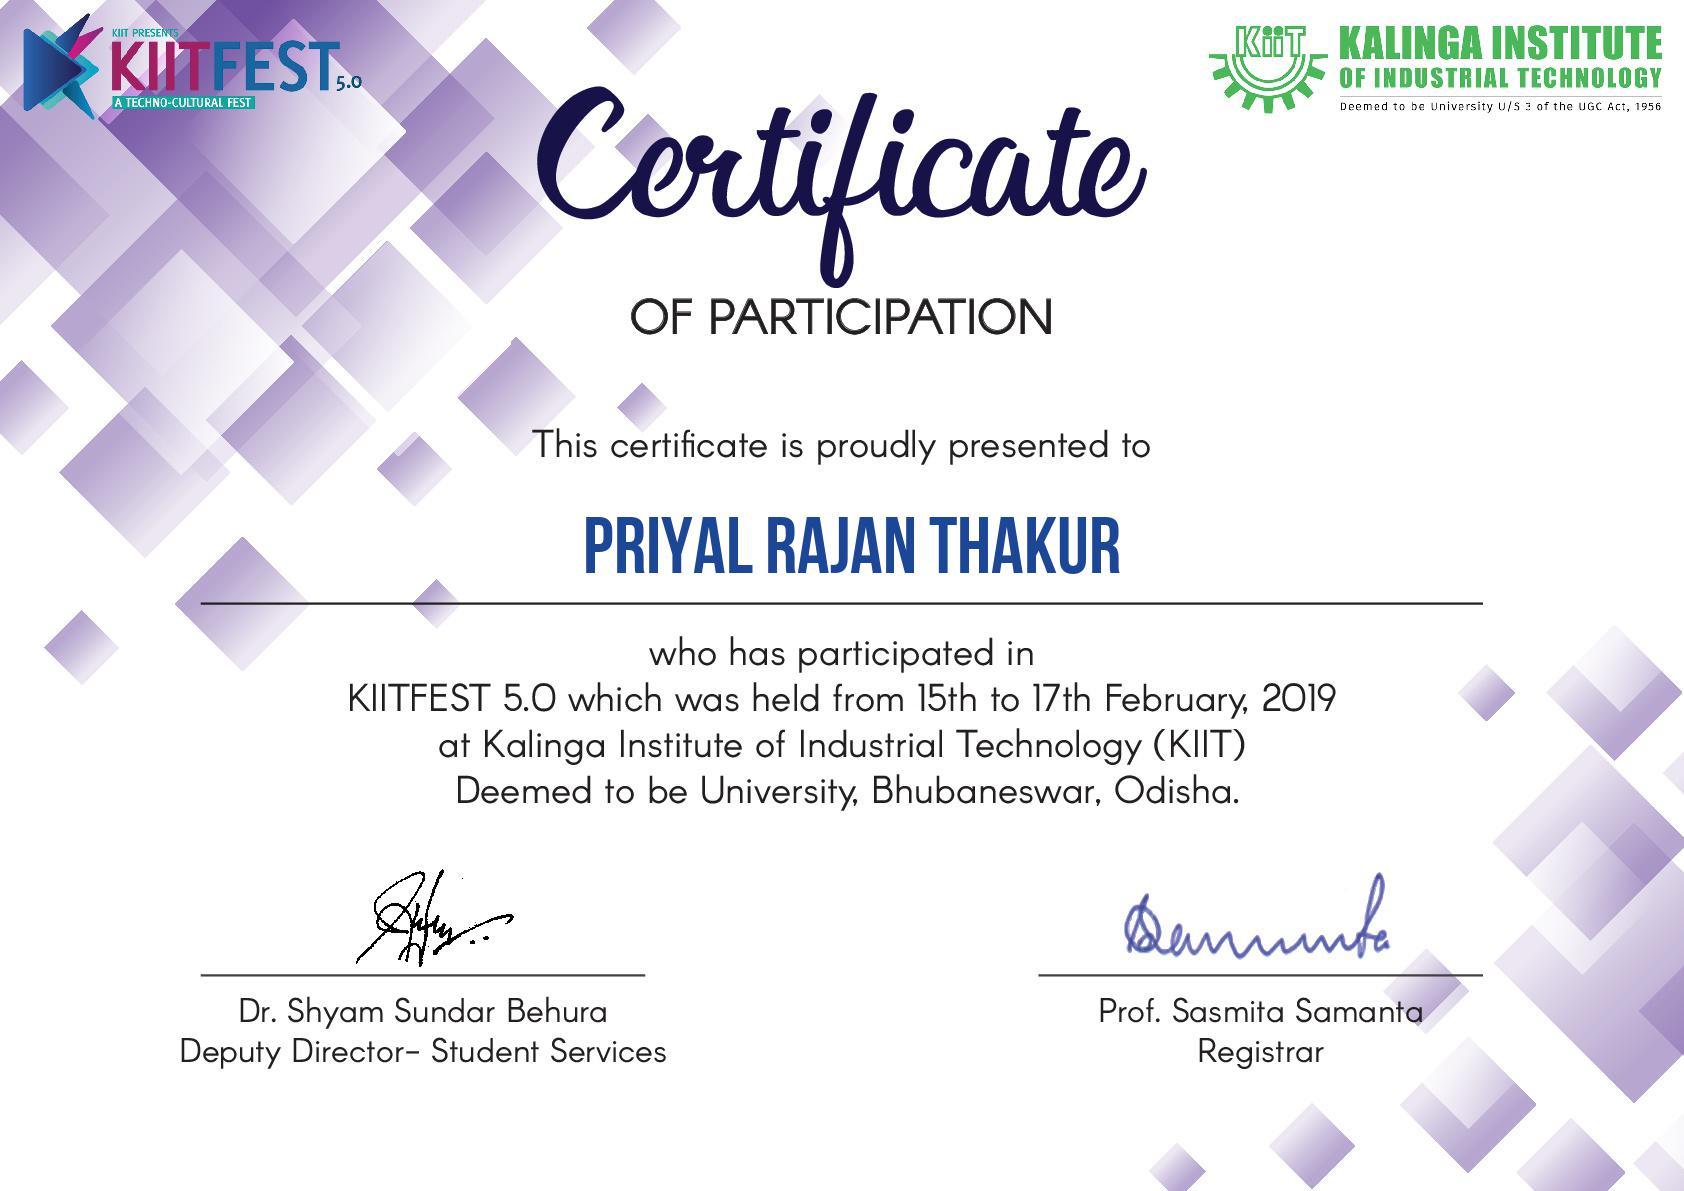 KIIT PRESENTS
KIITFEST 5.0
A TECHNO-CULTURAL FEST
KiiT
KALINGA INSTITUTE
OF INDUSTRIAL TECHNOLOGY
Deemed to be University U/S 3 of the UGC Act, 1956
Certificate
OF PARTICIPATION
This certificate is proudly presented to
PRIYAL RAJAN THAKUR
who has participated in
KIITFEST 5.0 which was held from 15th to 17th February, 2019
at Kalinga Institute of Industrial Technology (KIIT)
Deemed to be University, Bhubaneswar, Odisha.
Dr. Shyam Sundar Behura
Deputy Director- Student Services
Prof. Sasmita Samanta
Registrar